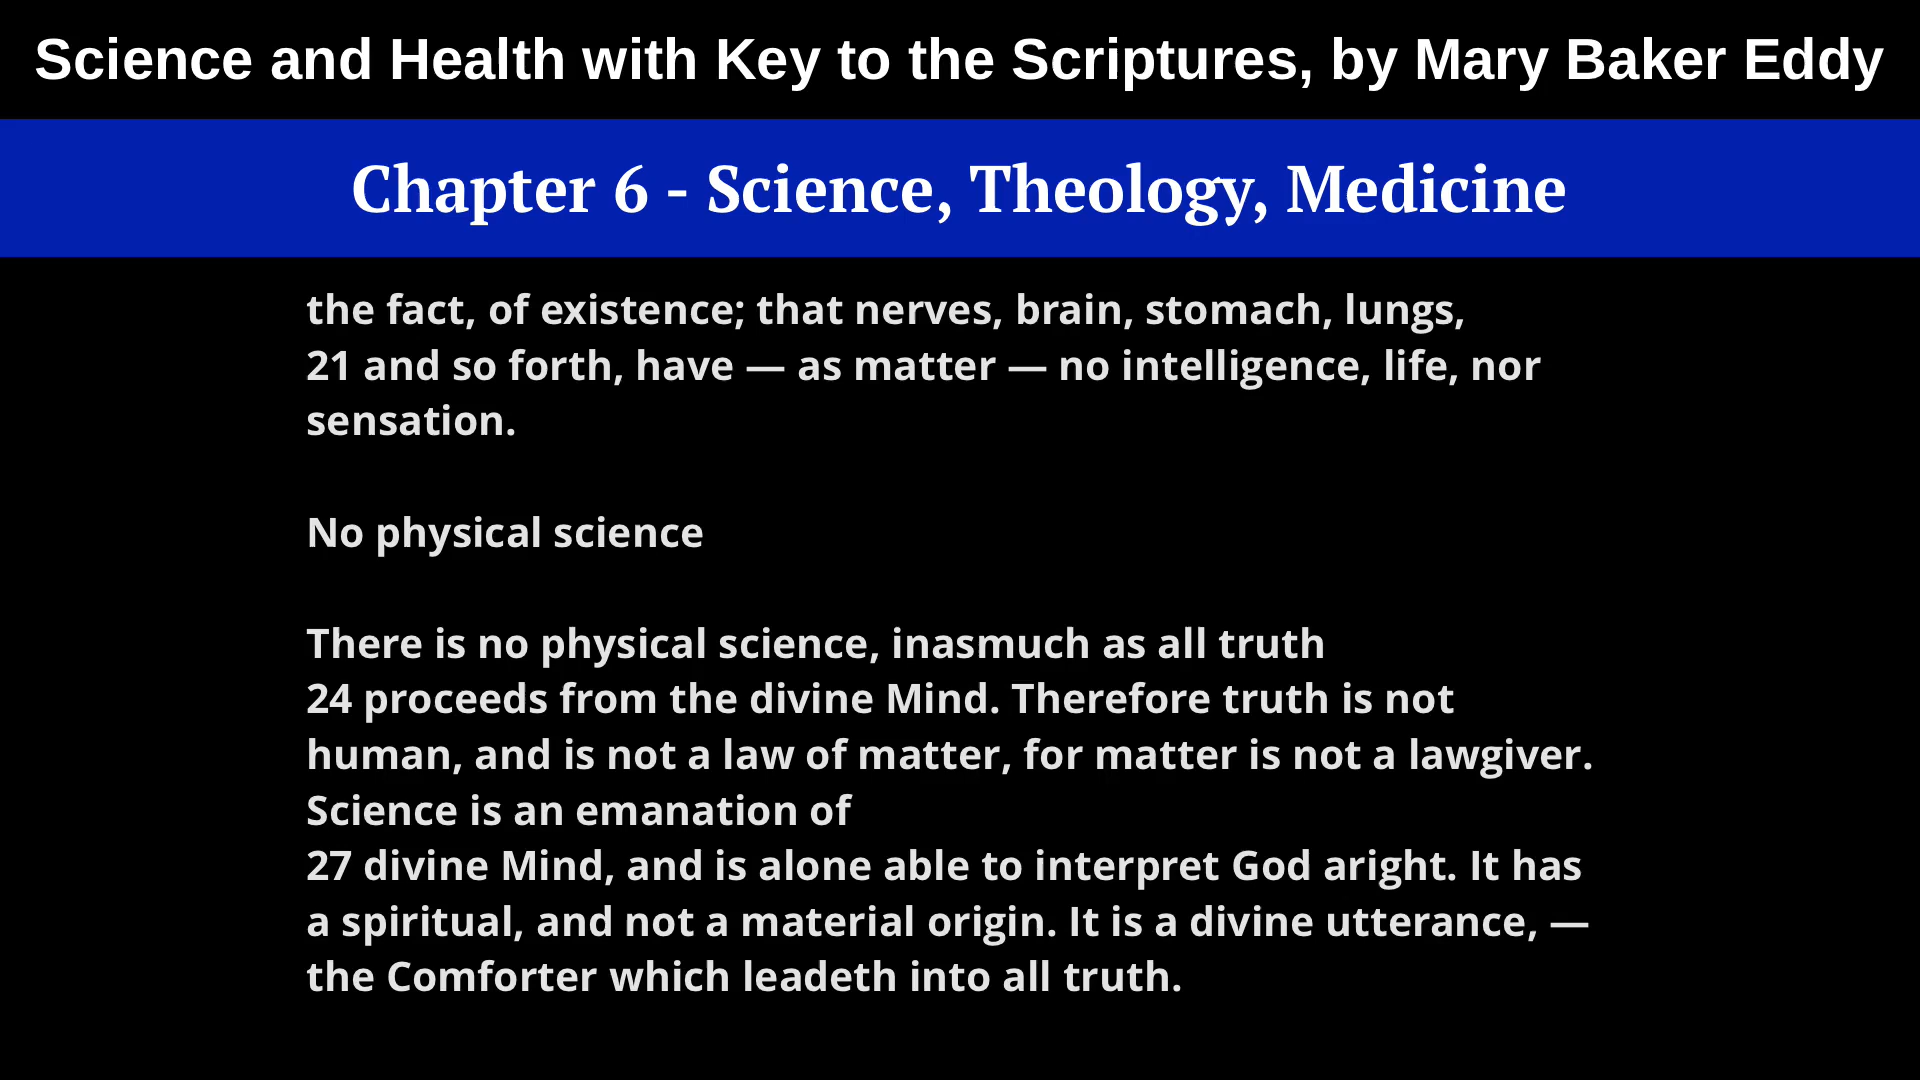 Science and Health with Key to the Scriptures, by Mary Baker Eddy
Chapter 6 - Science, Theology, Medicine
the fact, of existence; that nerves, brain, stomach, lungs,
21 and so forth, have — as matter — no intelligence, life, nor
sensation.
No physical science
There is no physical science, inasmuch as all truth
24 proceeds from the divine Mind. Therefore truth is not
human, and is not a law of matter, for matter is not a lawgiver.
Science is an emanation of
27 divine Mind, and is alone able to interpret God aright. It has
a spiritual, and not a material origin. It is a divine utterance, —
the Comforter which leadeth into all truth.